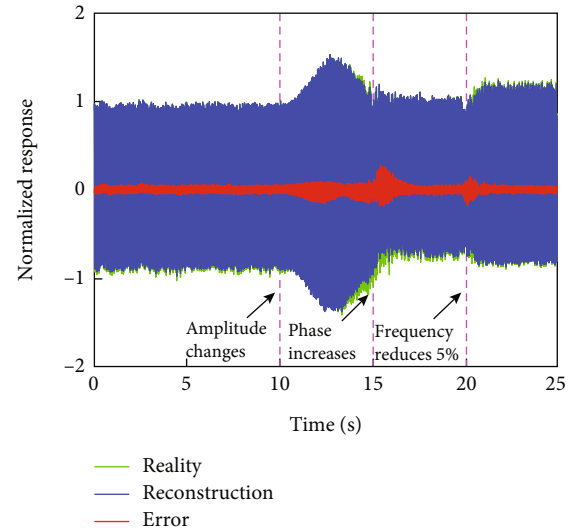 2
1
0
−1
−2
Normalized response
Amplitude
changes
Phase
increases
Frequency
reduces 5%
0
5
10
15
20
25
Time (s)
Reality
Reconstruction
Error